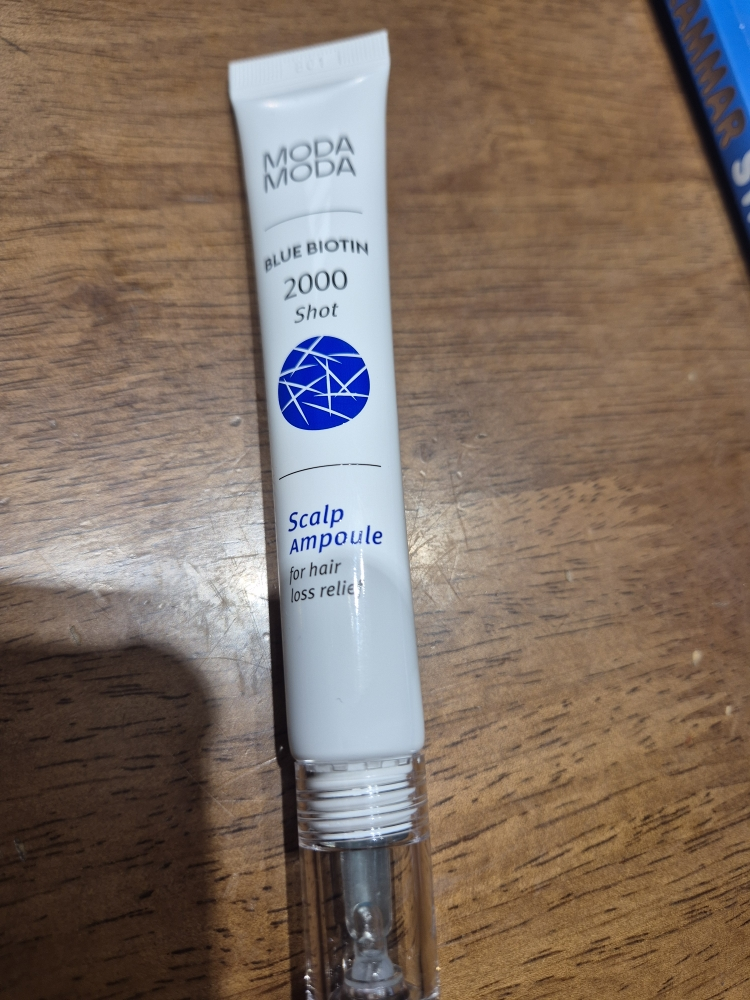 MODA
MODA
BLUE BIOTIN
2000
Shot
Scalp
Ampoule
for hair
loss relief